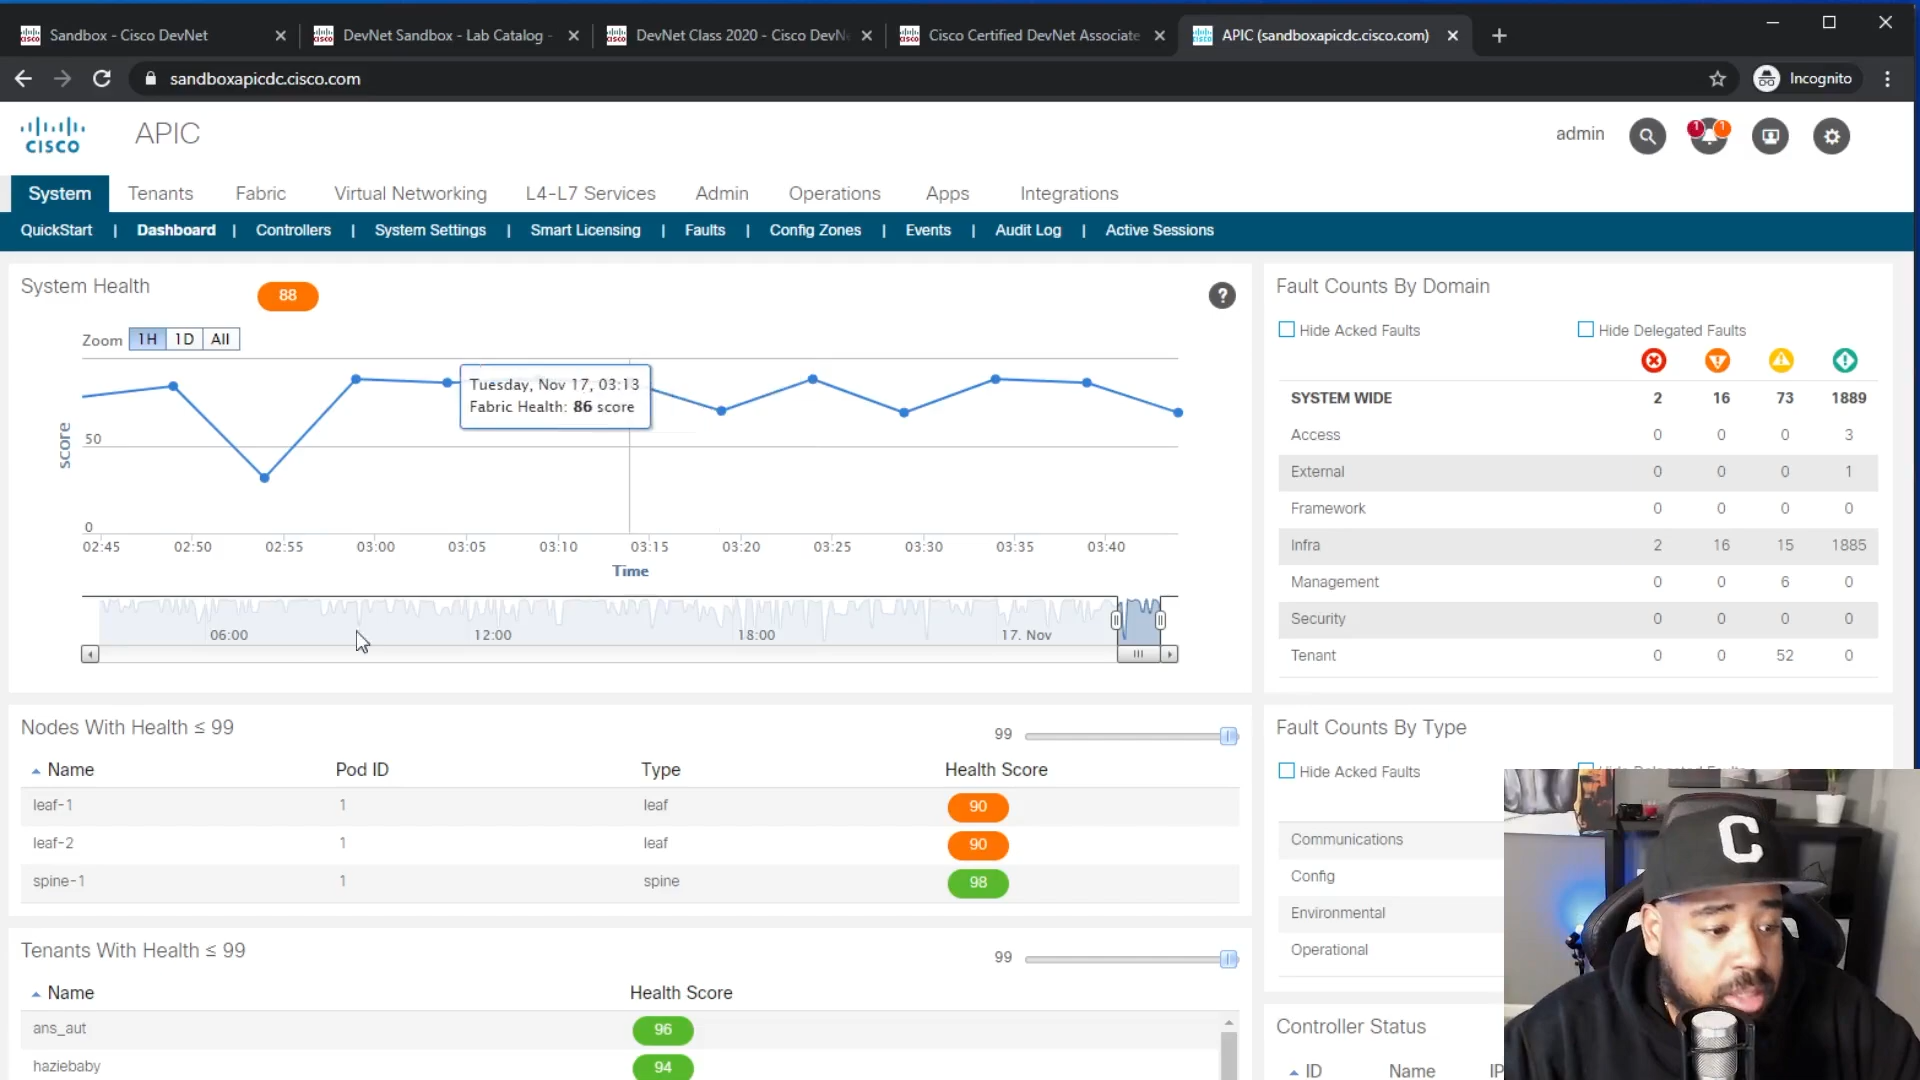 Sandbox - Cisco DevNet
DevNet Sandbox - Lab Catalog -
DevNet Class 2020 - Cisco DevNe
Cisco Certified DevNet Associate
APIC (sandboxapicdc.cisco.com)
sandboxapicdc.cisco.com
Incognito
CISCO
APIC
admin
1
1
System
Tenants
Fabric
Virtual Networking
L4-L7 Services
Admin
Operations
Apps
Integrations
QuickStart | Dashboard | Controllers | System Settings | Smart Licensing | Faults | Config Zones | Events | Audit Log | Active Sessions
System Health
88
?
Zoom 1H 1D All
Tuesday, Nov 17, 03:13
Fabric Health: 86 score
score
50
0
02:45 02:50 02:55 03:00 03:05 03:10 03:15 03:20 03:25 03:30 03:35 03:40
Time
06:00 12:00 18:00 17. Nov
Fault Counts By Domain
Hide Acked Faults
Hide Delegated Faults
SYSTEM WIDE 2 16 73 1889
Access 0 0 0 3
External 0 0 0 1
Framework 0 0 0 0
Infra 2 16 15 1885
Management 0 0 6 0
Security 0 0 0 0
Tenant 0 0 52 0
Nodes With Health ≤ 99
99
Name Pod ID Type Health Score
leaf-1 1 leaf 90
leaf-2 1 leaf 90
spine-1 1 spine 98
Tenants With Health ≤ 99
99
Name Health Score
ans_aut 96
haziebaby 94
Fault Counts By Type
Hide Acked Faults
Communications
Config
Environmental
Operational
Controller Status
ID Name IP
C